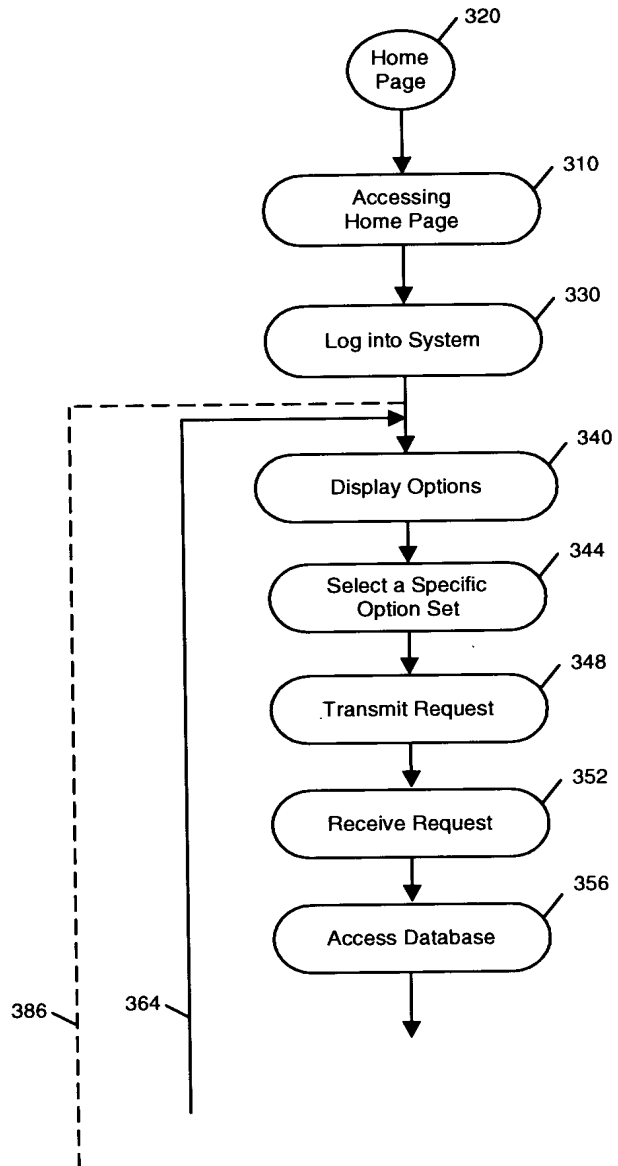 320
Home
Page
310
Accessing
Home Page
330
Log into System
340
Display Options
344
Select a Specific
Option Set
348
Transmit Request
352
Receive Request
356
Access Database
386
364